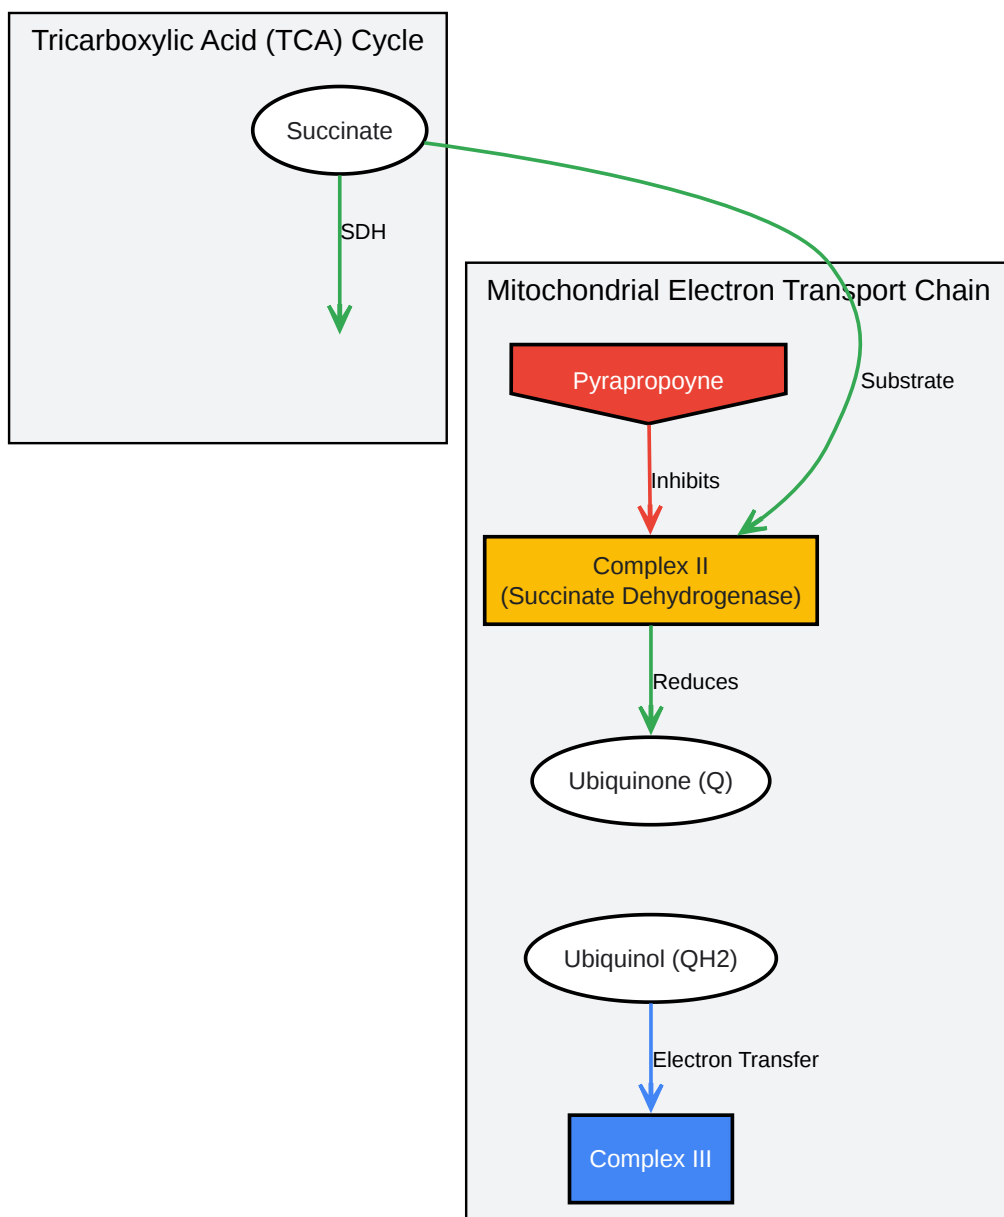 Tricarboxylic Acid (TCA) Cycle
Succinate
SDH
Mitochondrial Electron Transport Chain
Pyrapropoyne
Substrate
Inhibits
Complex II
(Succinate Dehydrogenase)
Reduces
Ubiquinone (Q)
Ubiquinol (QH2)
Electron Transfer
Complex III